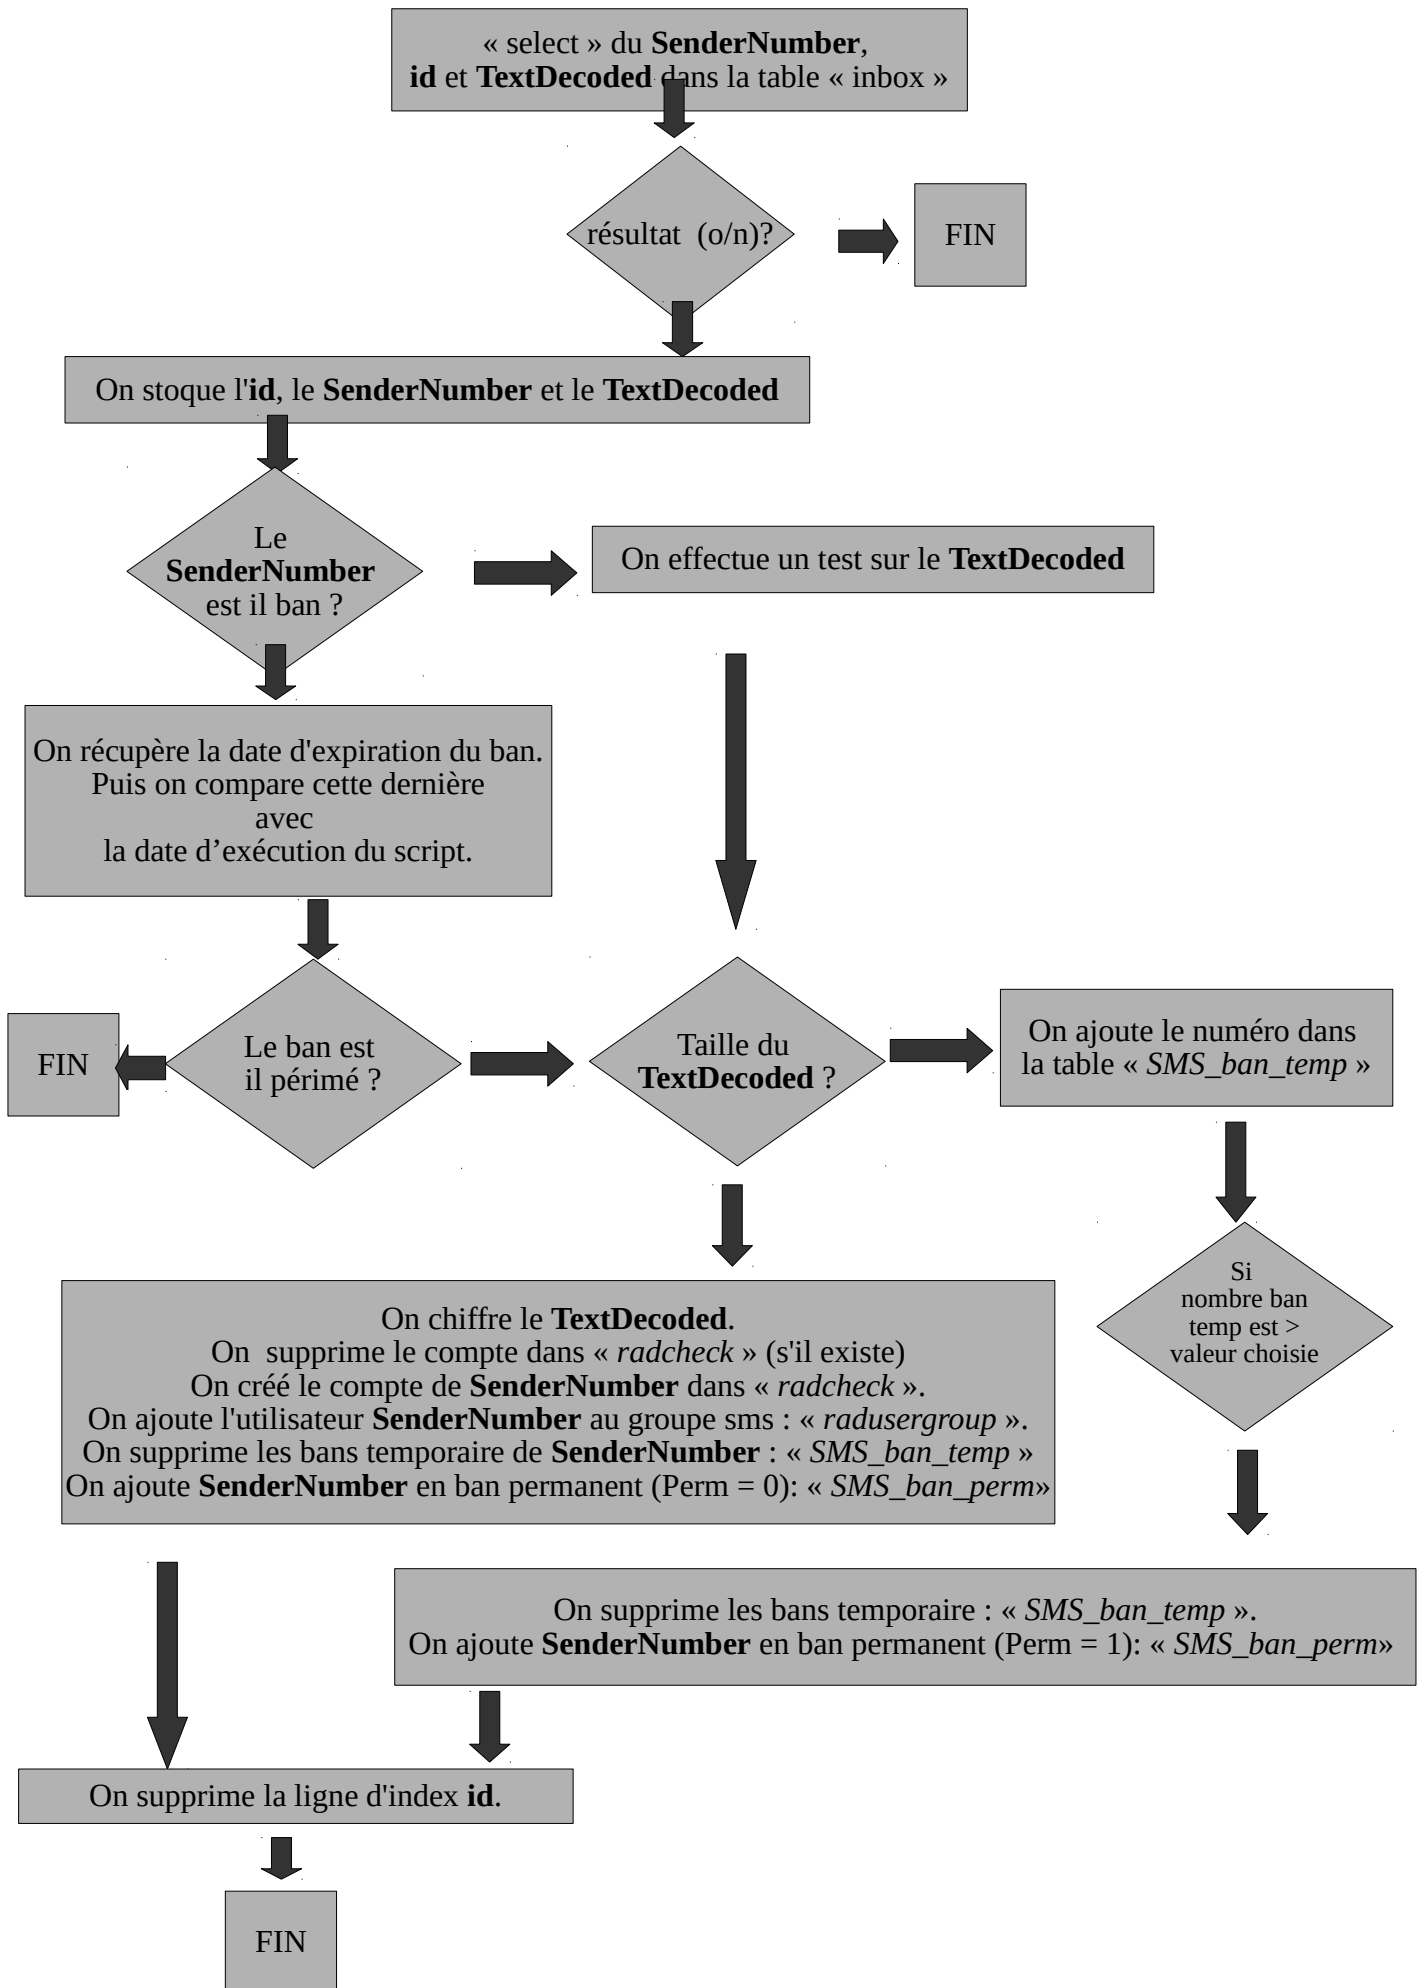 « select » du SenderNumber,
id et TextDecoded dans la table « inbox »
résultat  (o/n)?
FIN
On stoque l'id, le SenderNumber et le TextDecoded
Le
SenderNumber
est il ban ?
On effectue un test sur le TextDecoded
On récupère la date d'expiration du ban.
Puis on compare cette dernière
avec
la date d’exécution du script.
FIN
Le ban est
il périmé ?
Taille du
TextDecoded ?
On ajoute le numéro dans
la table « SMS_ban_temp »
Si
nombre ban
temp est >
valeur choisie
On chiffre le TextDecoded.
On  supprime le compte dans « radcheck » (s'il existe)
On créé le compte de SenderNumber dans « radcheck ».
On ajoute l'utilisateur SenderNumber au groupe sms : « radusergroup ».
On supprime les bans temporaire de SenderNumber : « SMS_ban_temp »
On ajoute SenderNumber en ban permanent (Perm = 0): « SMS_ban_perm»
On supprime les bans temporaire : « SMS_ban_temp ».
On ajoute SenderNumber en ban permanent (Perm = 1): « SMS_ban_perm»
On supprime la ligne d'index id.
FIN